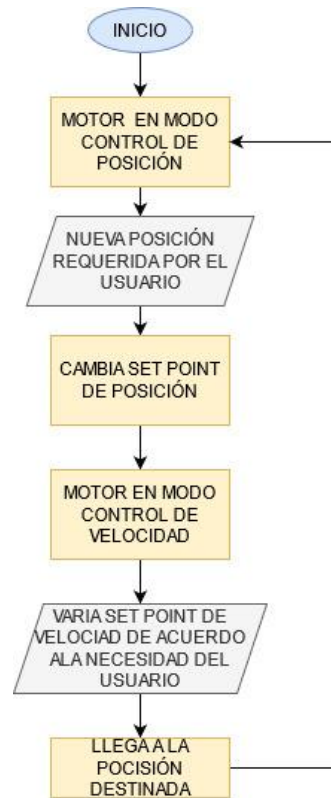 INICIO
MOTOR EN MODO
CONTROL DE
POSICIÓN
NUEVA POSICIÓN
REQUERIDA POR EL
USUARIO
CAMBIA SET POINT
DE POSICIÓN
MOTOR EN MODO
CONTROL DE
VELOCIDAD
VARIA SET POINT DE
VELOCIAD DE ACUERDO
ALA NECESIDAD DEL
USUARIO
LLEGA A LA
POCISIÓN
DESTINADA